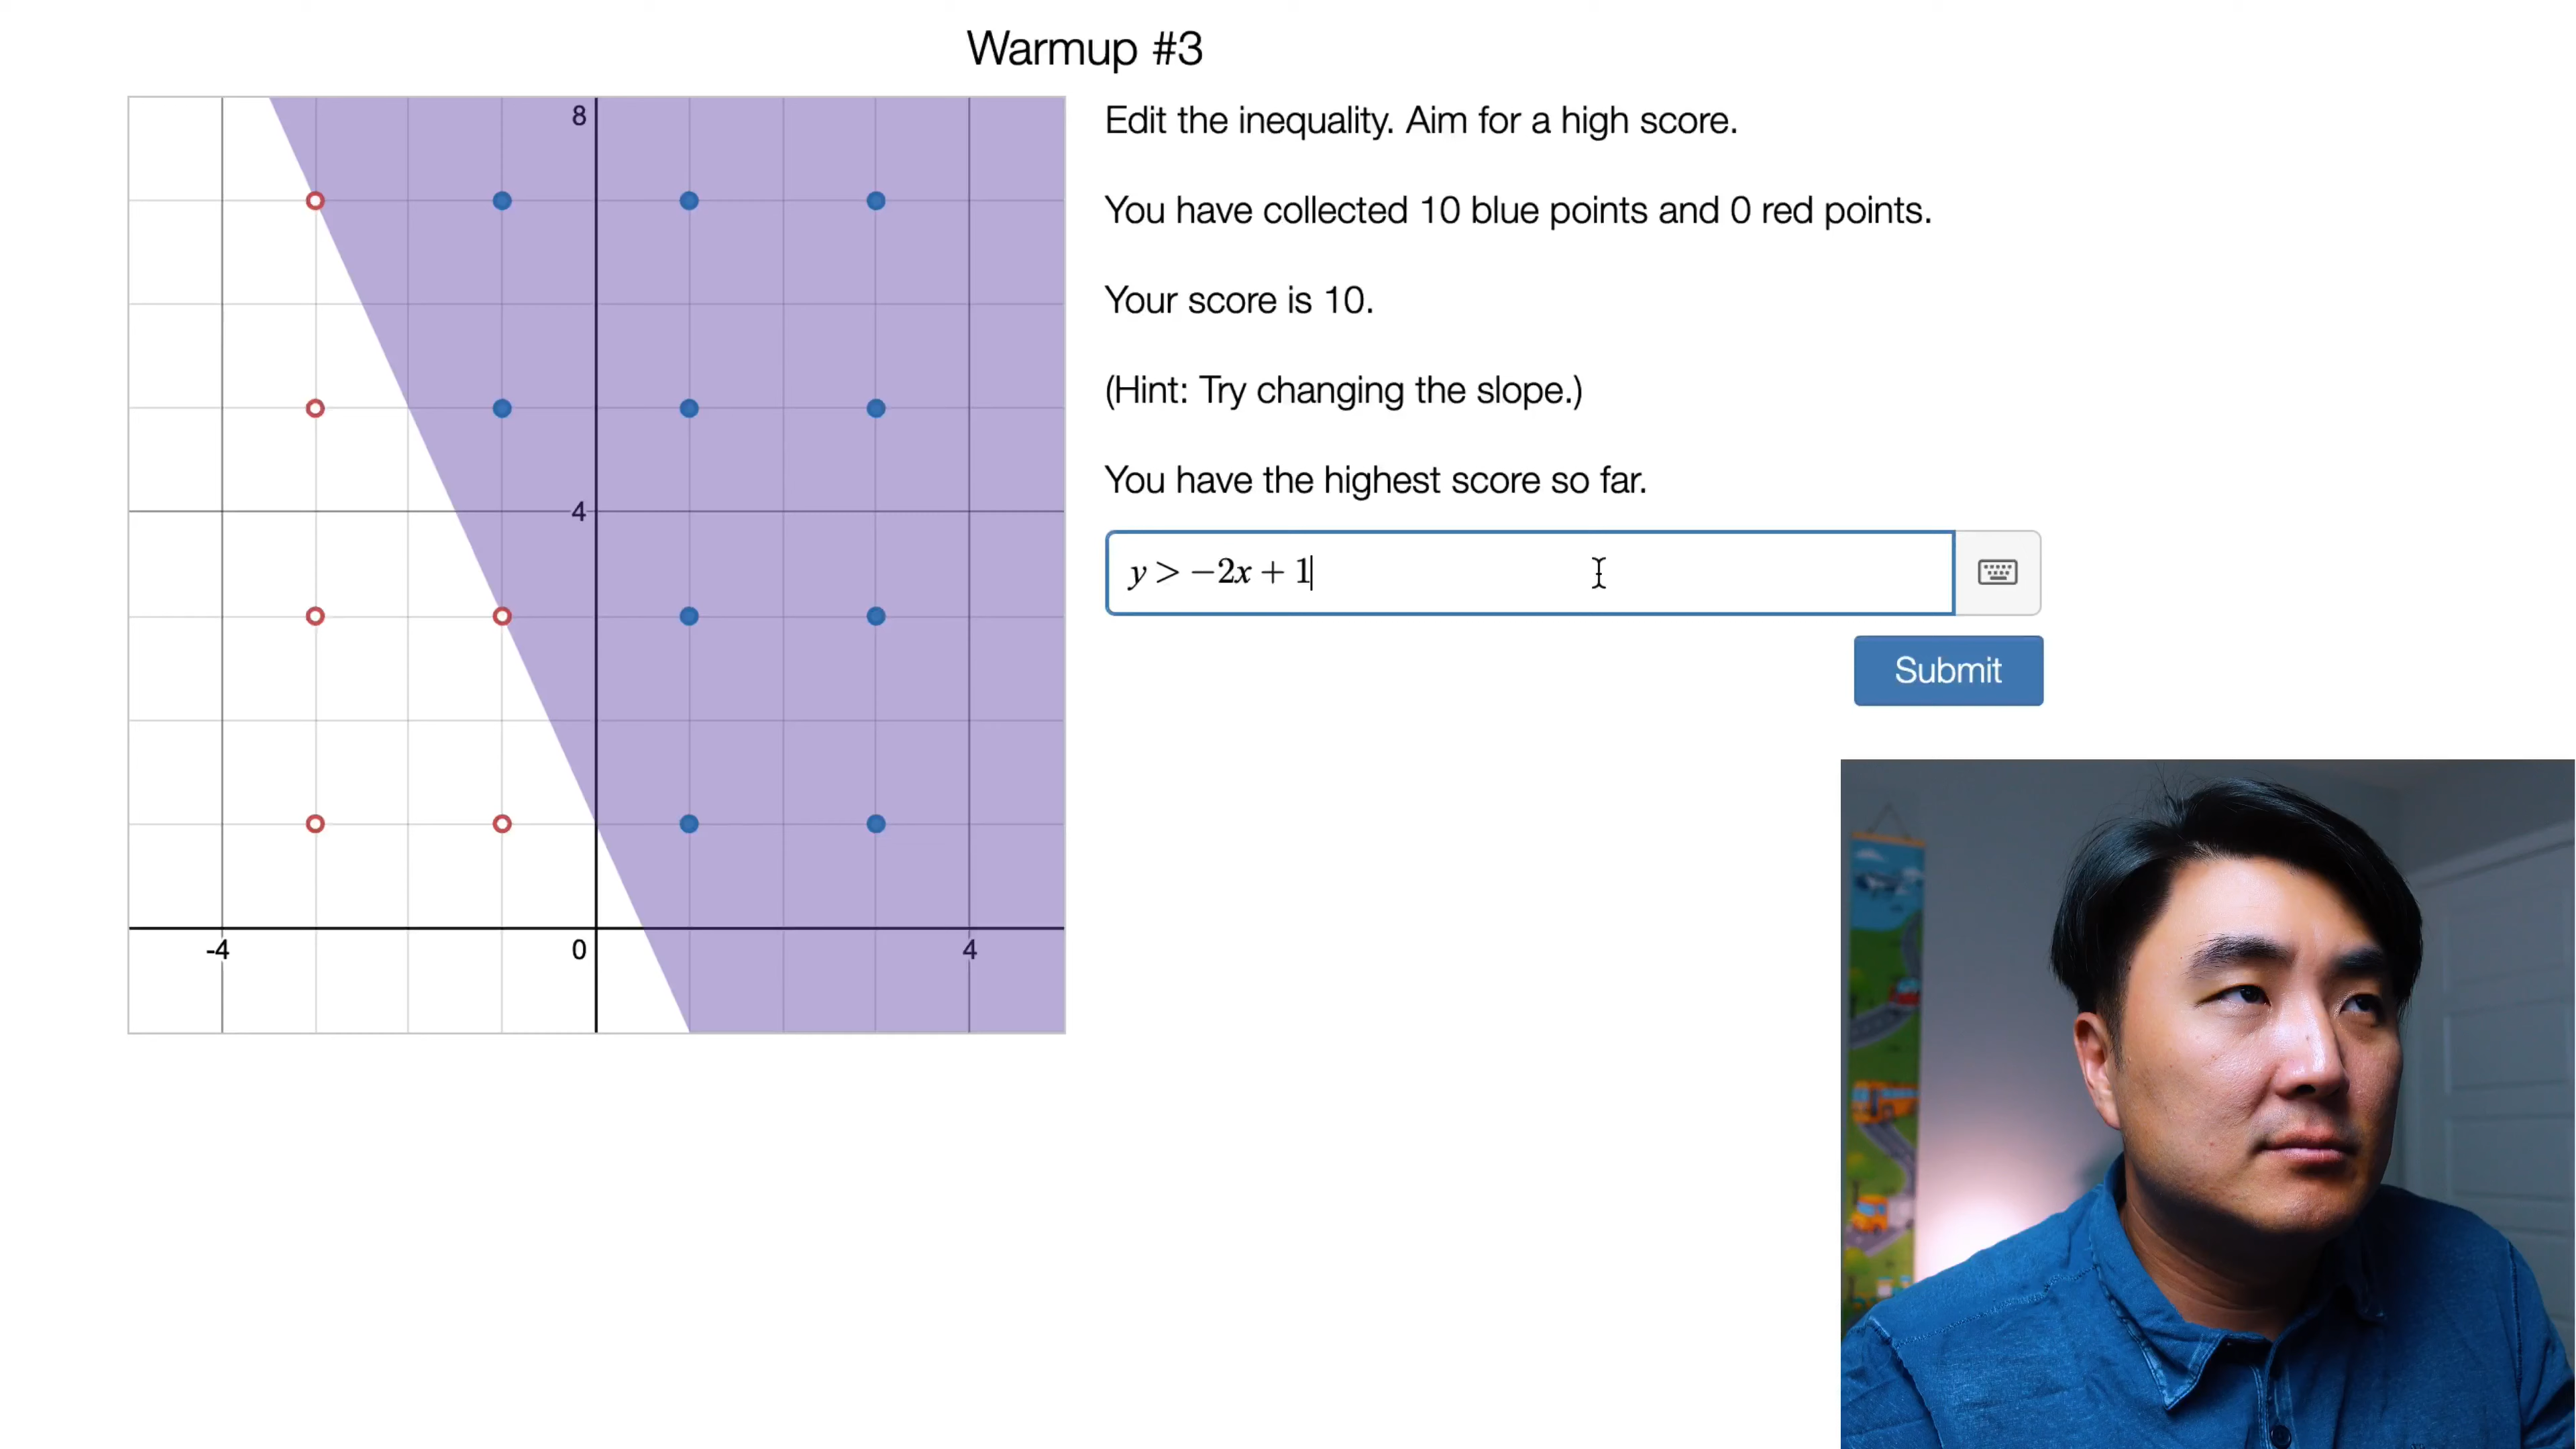 Warmup #3
Edit the inequality. Aim for a high score.
You have collected 10 blue points and 0 red points.
Your score is 10.
(Hint: Try changing the slope.)
You have the highest score so far.
y > −2x + 1
Submit
8
4
-4
0
4